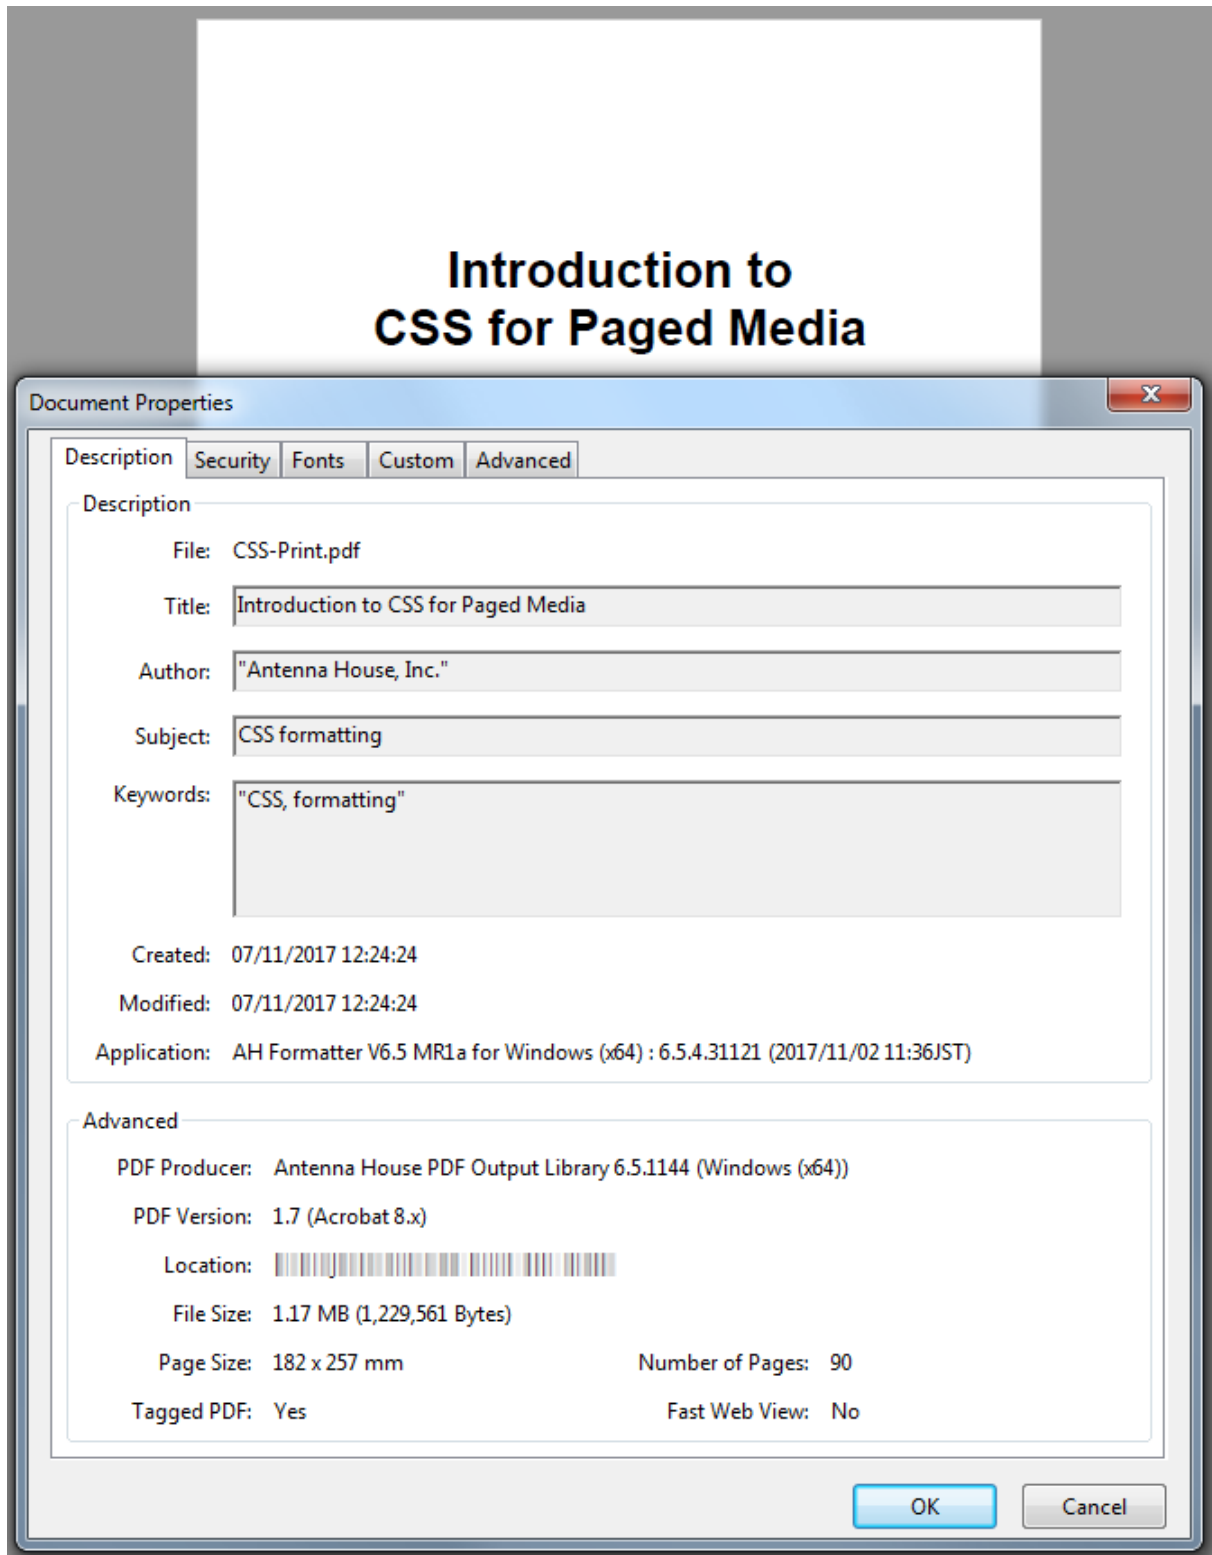 Introduction to
CSS for Paged Media
Document Properties
Description Security Fonts Custom Advanced
Description
File: CSS-Print.pdf
Title: Introduction to CSS for Paged Media
Author: "Antenna House, Inc."
Subject: CSS formatting
Keywords: "CSS, formatting"
Created: 07/11/2017 12:24:24
Modified: 07/11/2017 12:24:24
Application: AH Formatter V6.5 MR1a for Windows (x64) : 6.5.4.31121 (2017/11/02 11:36JST)
Advanced
PDF Producer: Antenna House PDF Output Library 6.5.1144 (Windows (x64))
PDF Version: 1.7 (Acrobat 8.x)
Location:
File Size: 1.17 MB (1,229,561 Bytes)
Page Size: 182 x 257 mm Number of Pages: 90
Tagged PDF: Yes Fast Web View: No
OK Cancel